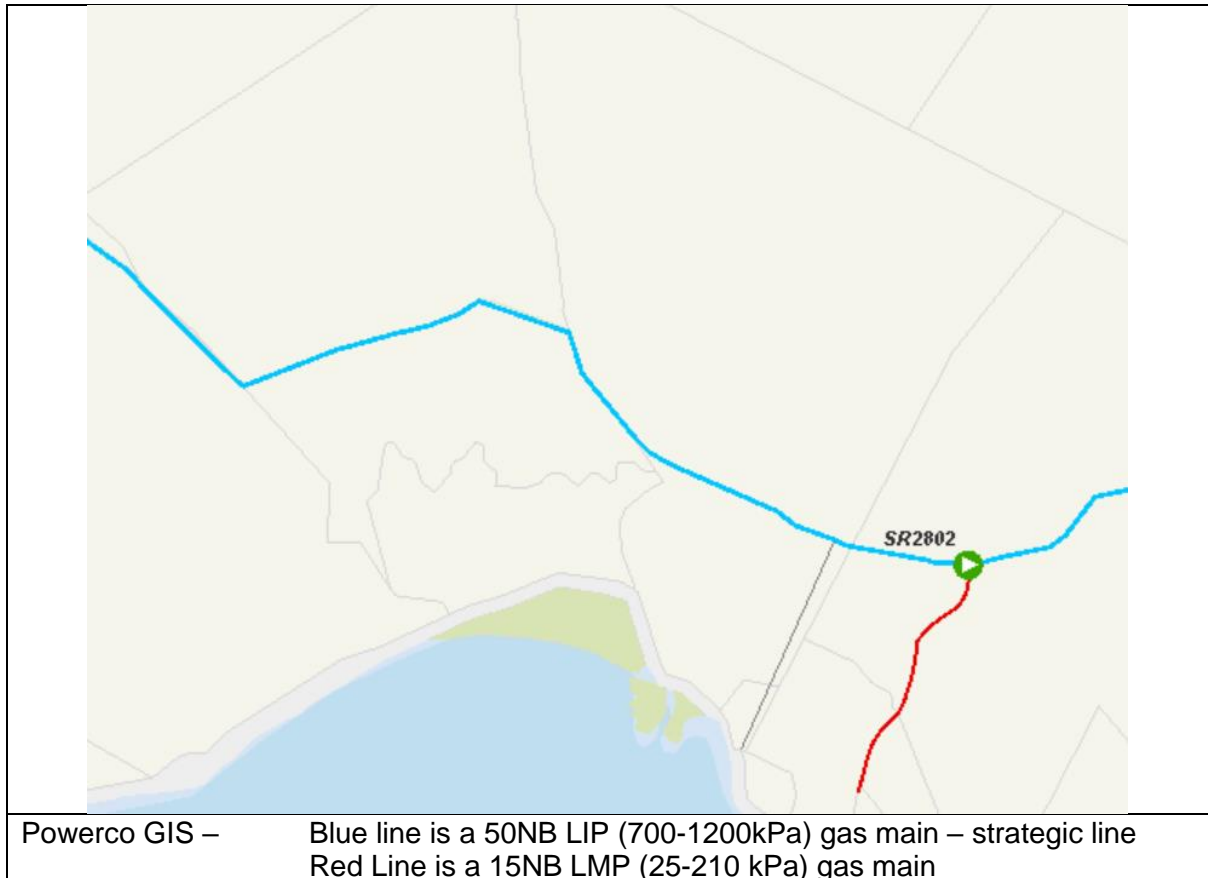 SR2802
Powerco GIS – Blue line is a 50NB LIP (700-1200kPa) gas main – strategic line
Red Line is a 15NB LMP (25-210 kPa) gas main